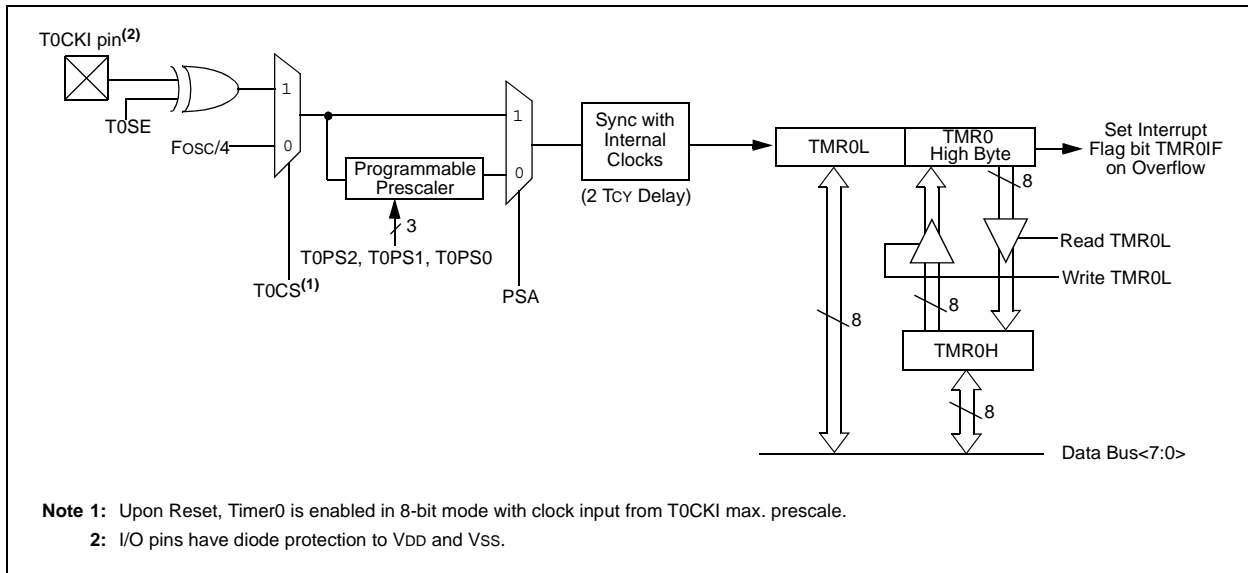 T0CKI pin(2)
T0SE
FOSC/4
1
0
T0CS(1)
Programmable
Prescaler
3
T0PS2, T0PS1, T0PS0
1
0
PSA
Sync with
Internal
Clocks
(2 TCY Delay)
TMR0L
TMR0
High Byte
Set Interrupt
Flag bit TMR0IF
on Overflow
8
Read TMR0L
Write TMR0L
8
8
TMR0H
8
Data Bus<7:0>
Note 1: Upon Reset, Timer0 is enabled in 8-bit mode with clock input from T0CKI max. prescale.
2: I/O pins have diode protection to VDD and VSS.